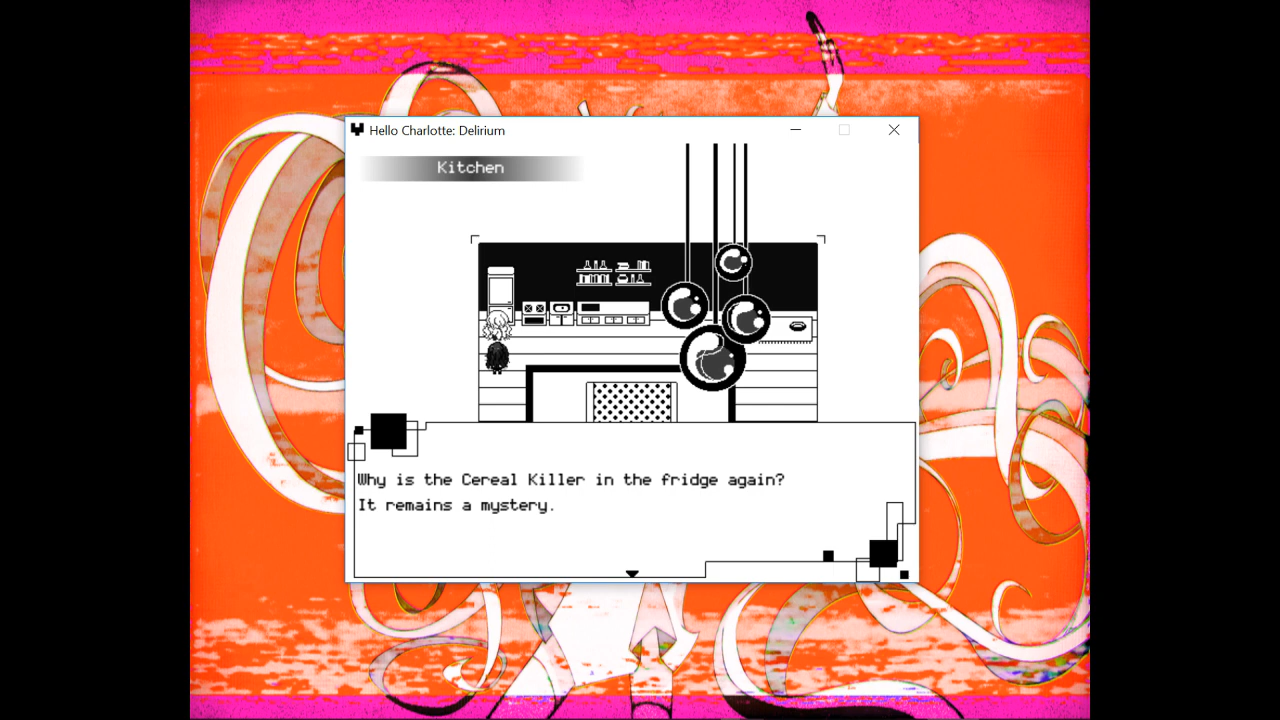 Hello Charlotte: Delirium
Kitchen
Why is the Cereal Killer in the fridge again?
It remains a mystery.